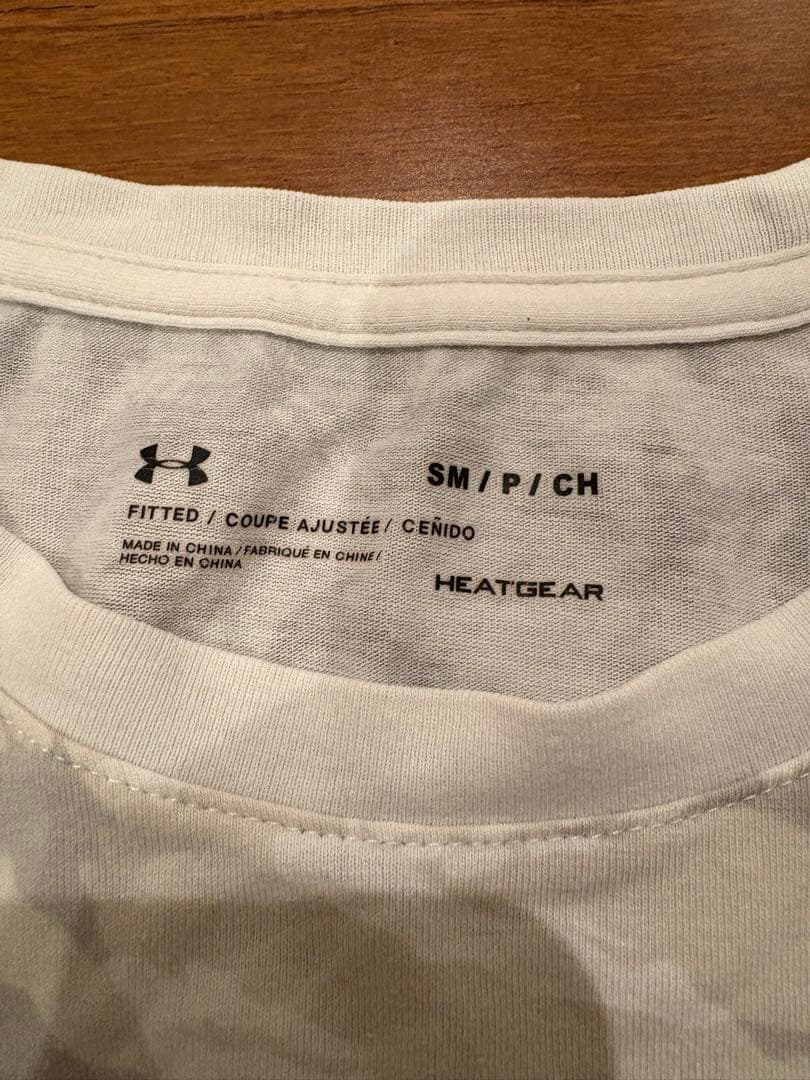 SM / P / CH
FITTED / COUPE AJUSTÉE / CEÑIDO
MADE IN CHINA / FABRIQUÉ EN CHINE /
HECHO EN CHINA
HEATGEAR